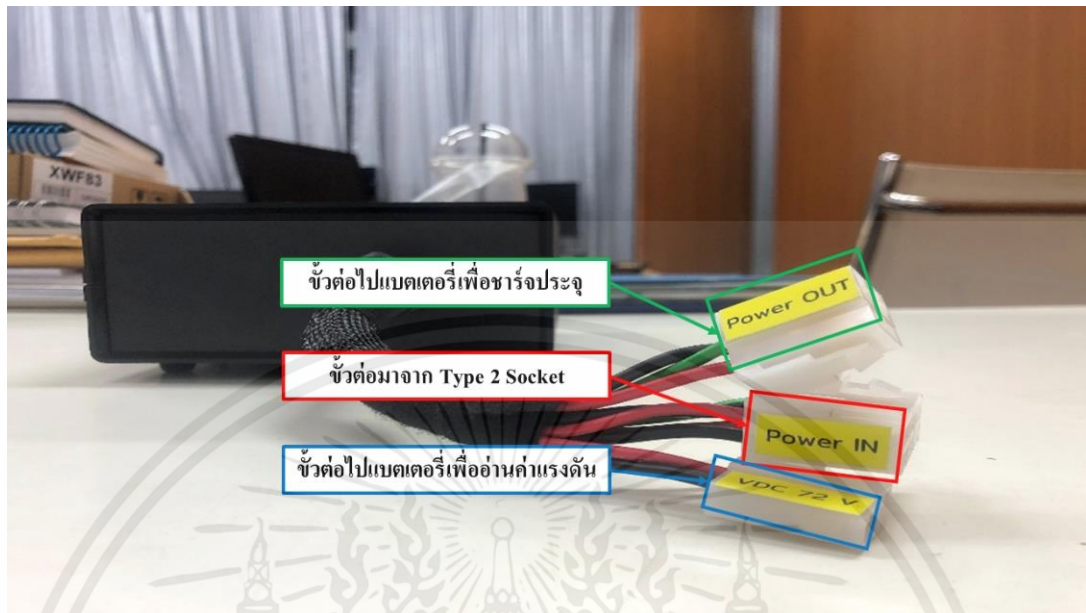 XWF83
ขั้วต่อไปแบตเตอรี่เพื่อชาร์จประจุ
Power OUT
ขั้วต่อมาจาก Type 2 Socket
Power IN
ขั้วต่อไปแบตเตอรี่เพื่ออ่านค่าแรงดัน
VDC 72 V